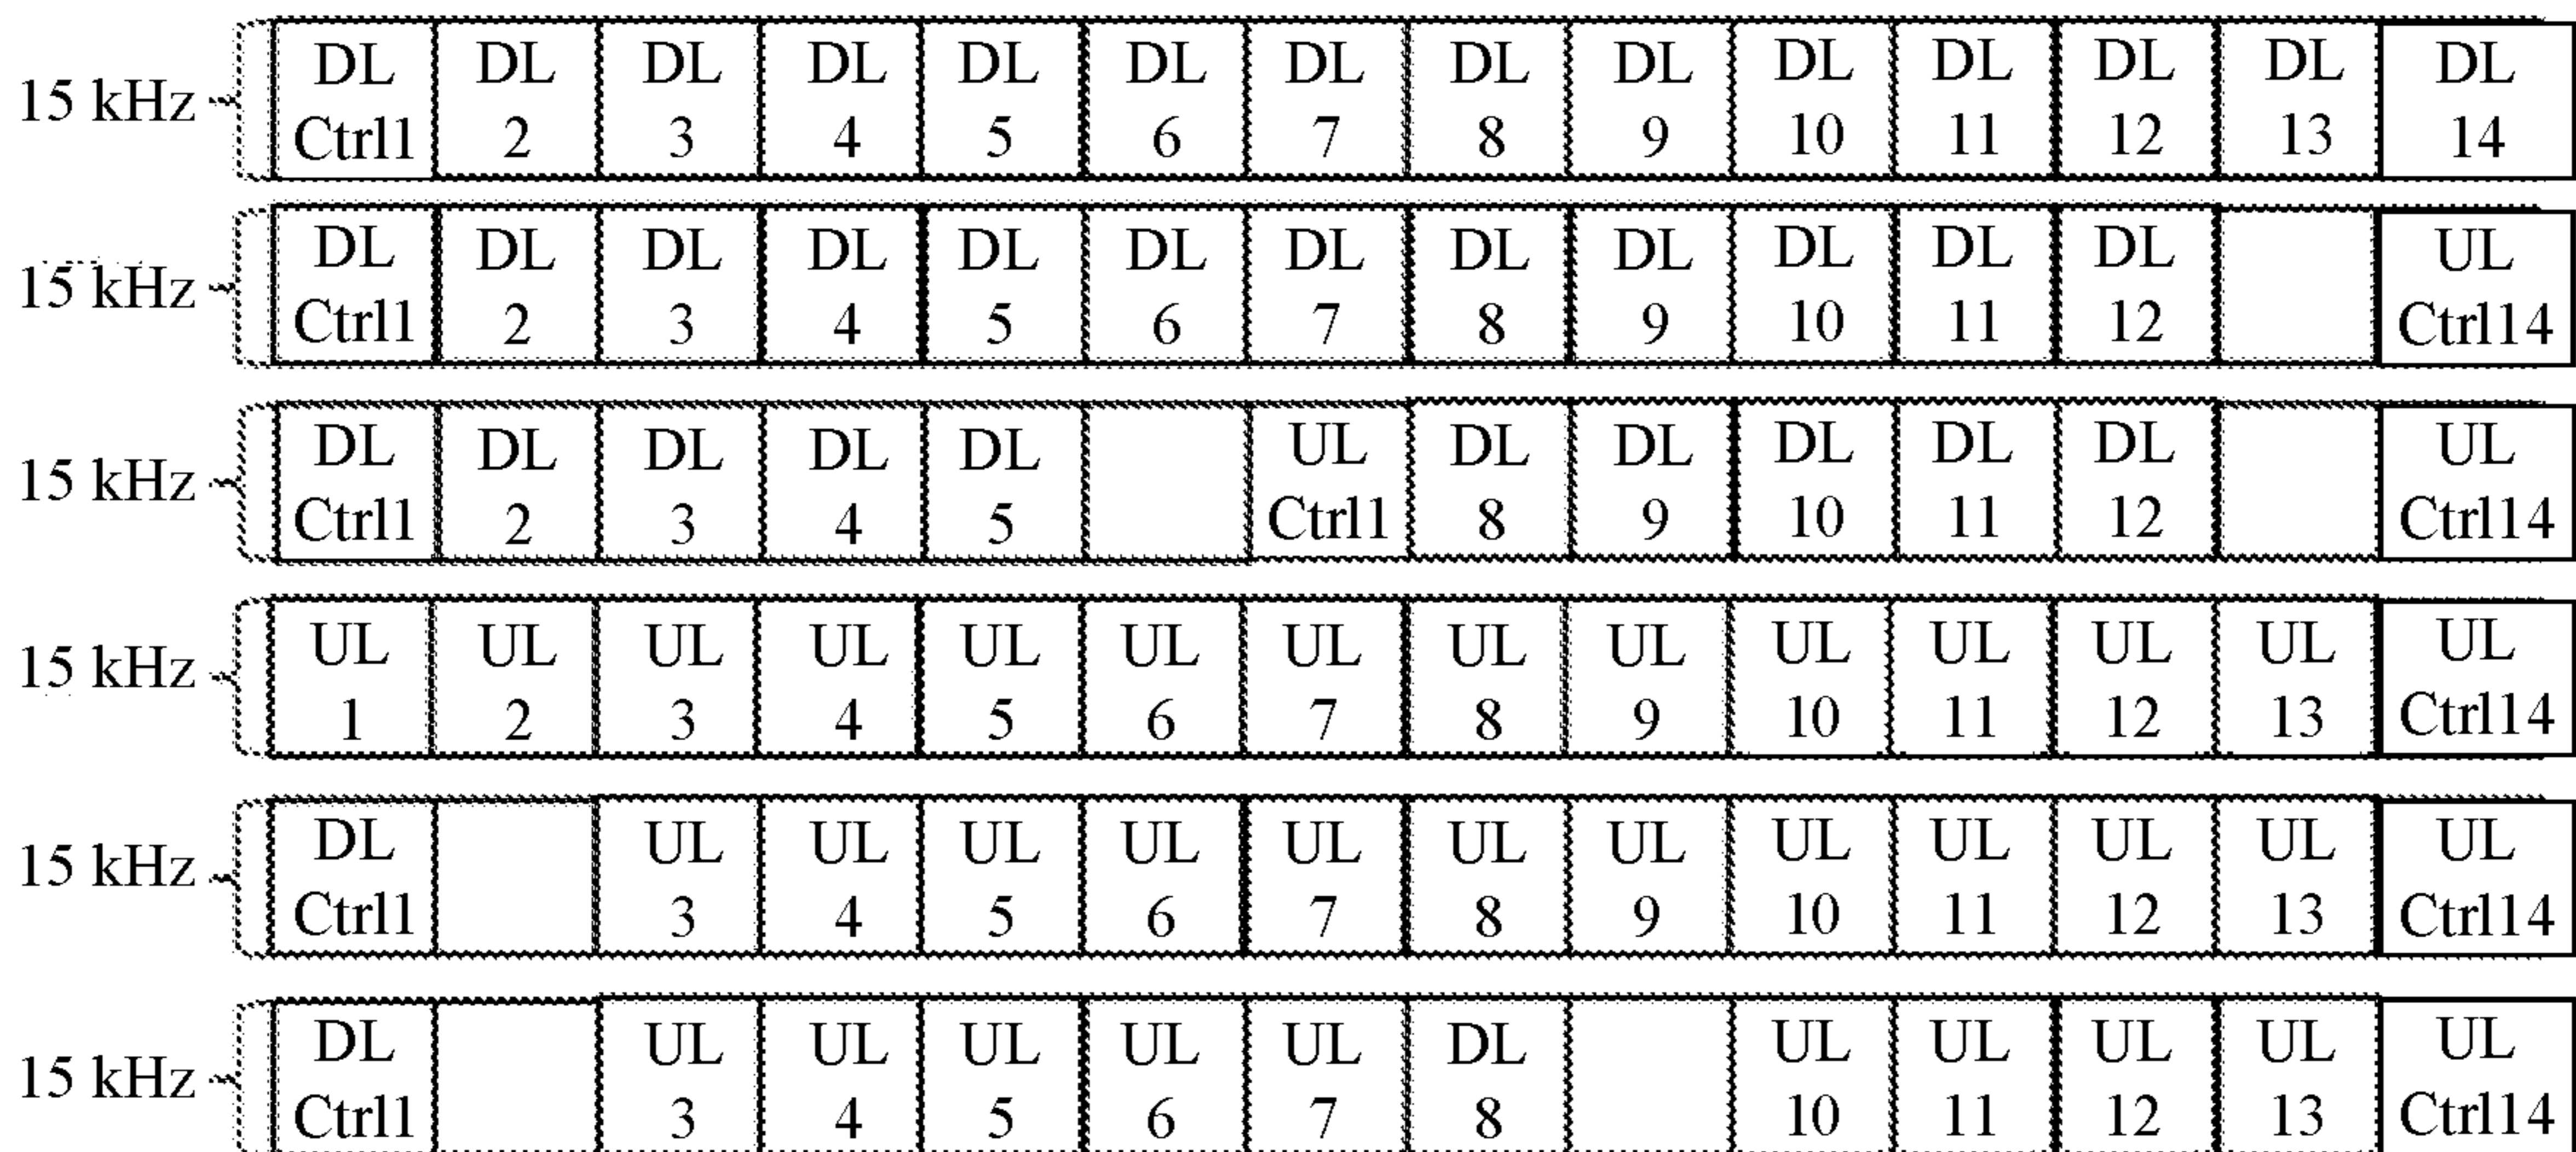 DL DL DL DL DL DL DL DL DL DL DL DL DL DL
15 kHz
Ctrl1 2 3 4 5 6 7 8 9 10 11 12 13 14
DL DL DL DL DL DL DL DL DL DL DL DL UL
15 kHz
Ctrl1 2 3 4 5 6 7 8 9 10 11 12 Ctrl14
DL DL DL DL DL UL DL DL DL DL DL UL
15 kHz
Ctrl1 2 3 4 5 Ctrl1 8 9 10 11 12 Ctrl14
UL UL UL UL UL UL UL UL UL UL UL UL UL UL
15 kHz
1 2 3 4 5 6 7 8 9 10 11 12 13 Ctrl14
DL UL UL UL UL UL UL UL UL UL UL UL UL
15 kHz
Ctrl1 3 4 5 6 7 8 9 10 11 12 13 Ctrl14
DL UL UL UL UL UL DL UL UL UL UL UL
15 kHz
Ctrl1 3 4 5 6 7 8 10 11 12 13 Ctrl14